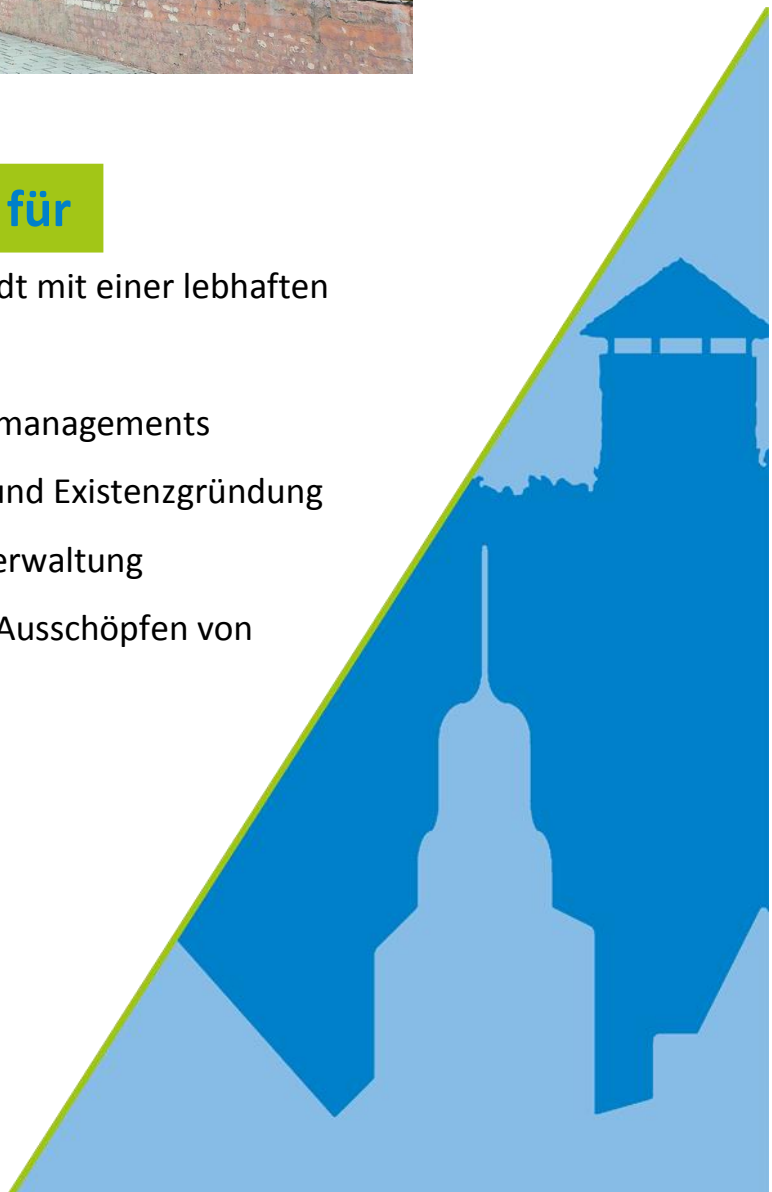 für
dt mit einer lebhaften
managements
und Existenzgründung
erwaltung
Ausschöpfen von